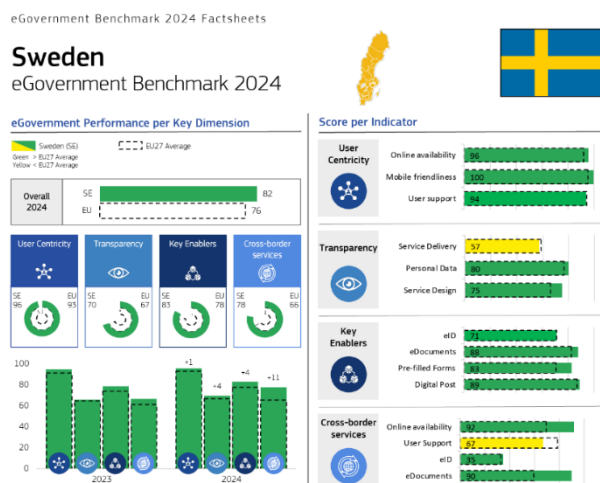 eGovernment Benchmark 2024 Factsheets
Sweden
eGovernment Benchmark 2024
eGovernment Performance per Key Dimension
Sweden (SE)
EU27 Average
Green > EU27 Average
Yellow < EU27 Average
Overall
2024
SE
82
EU
76
User Centricity
Transparency
Key Enablers
Cross-border
services
SE
96
EU
93
SE
70
EU
67
SE
83
EU
78
SE
78
EU
66
100
80
60
40
20
0
+1
+4
+4
+11
2023
2024
Score per Indicator
User
Centricity
Online availability
96
Mobile friendliness
100
User support
94
Transparency
Service Delivery
57
Personal Data
80
Service Design
75
Key
Enablers
eID
71
eDocuments
88
Pre-filled Forms
83
Digital Post
89
Cross-border
services
Online availability
92
User Support
67
eID
35
eDocuments
90